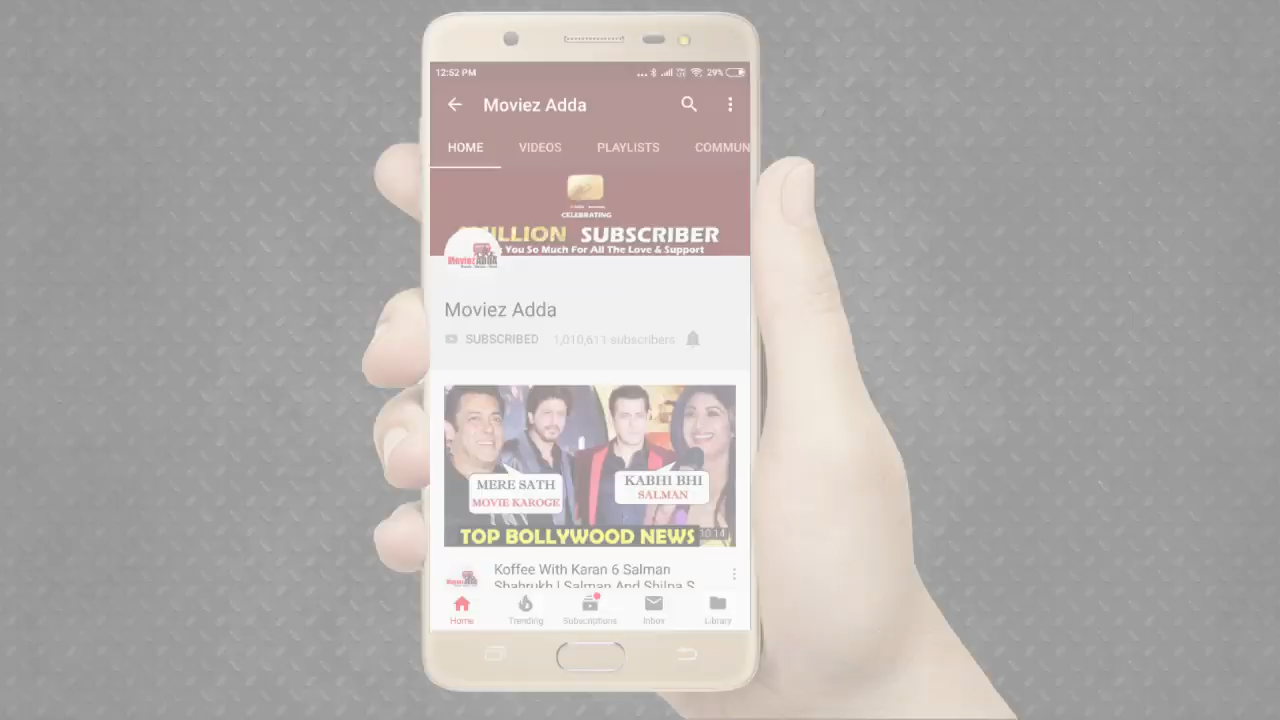 12:52 PM
29%
Moviez Adda
HOME VIDEOS PLAYLISTS COMMUN
CELEBRATING
SUBSCRIBER
You So Much For All The Love & Support
Moviez Adda
Moviez Adda
SUBSCRIBED 1,010,611 subscribers
MERE SATH
MOVIE KAROGE
KABHI BHI
SALMAN
TOP BOLLYWOOD NEWS
10:14
Koffee With Karan 6 Salman
Shahrukh | Salman And Shilpa S
Home Trending Subscriptions Inbox Library